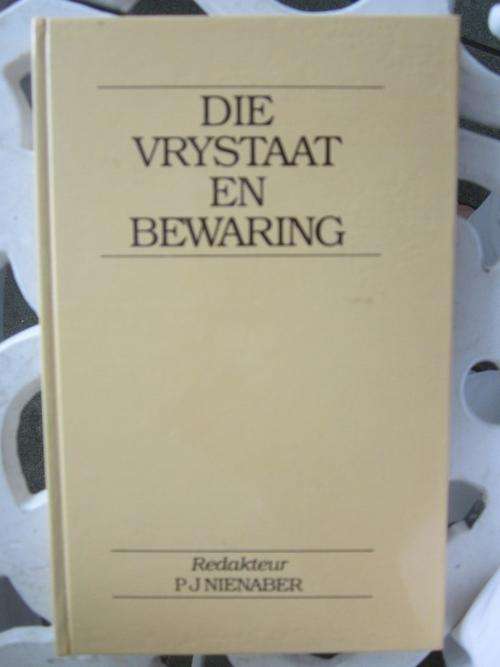 DIE
VRYSTAAT
EN
BEWARING
Redakteur
P J NIENABER